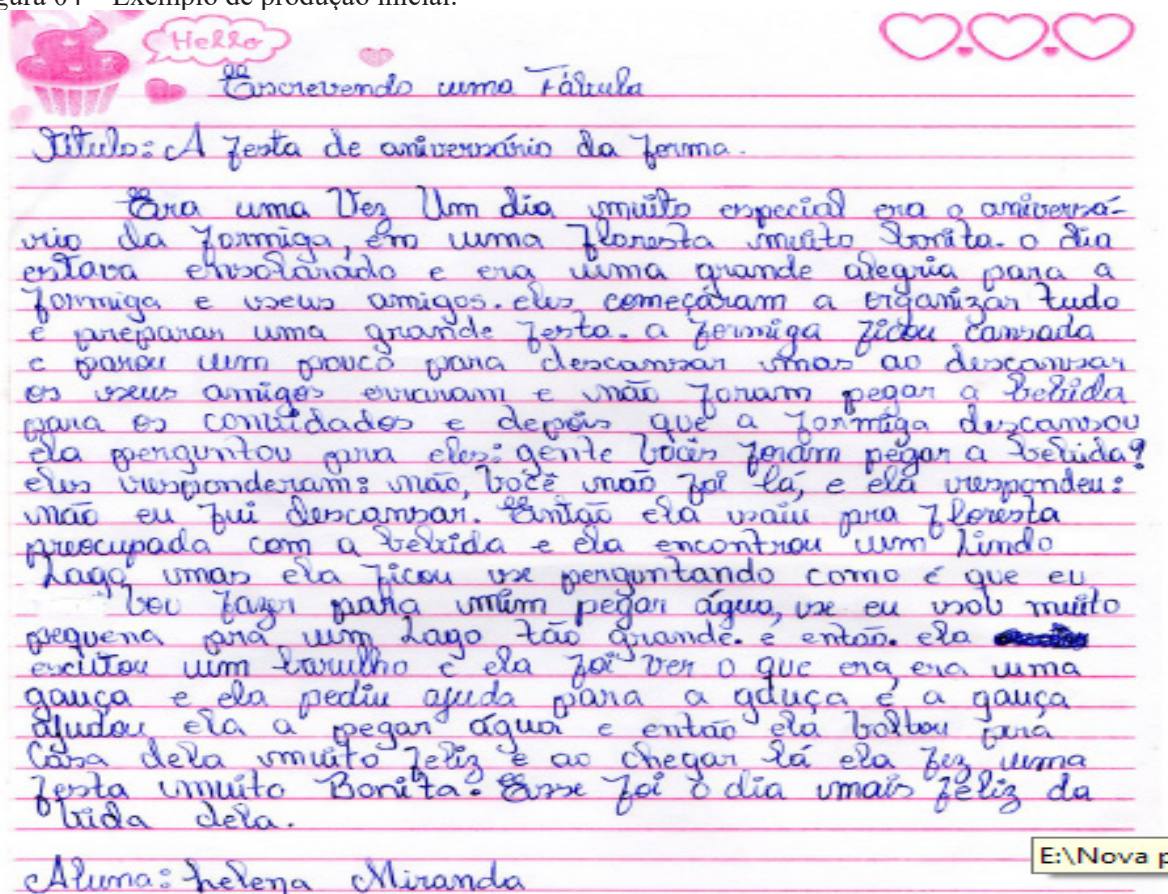 gura 04 – Exemplo de produção inicial.
Hello
Escrevendo uma Fábula
Título: A festa de aniversário da forma.
Era uma Vez Um dia muito especial era o aniversá-
rio da formiga, em uma floresta muito bonita. o dia
estava ensolarado e era uma grande alegria para a
formiga e seus amigos. eles começaram a organizar tudo
e preparar uma grande festa. a formiga ficou cansada
e parou um pouco para descansar mas ao descansar
os seus amigos erraram e não foram pegar a bebida
para os convidados e depois que a formiga descansou
ela perguntou para eles: gente vocês foram pegar a bebida?
eles responderam: não, você não foi lá, e ela respondeu:
não eu fui descansar. Então ela saiu pra floresta
preocupada com a bebida e ela encontrou um lindo
lago mas ela ficou se perguntando como é que eu
vou fazer para mim pegar água, se eu sou muito
pequena pra um lago tão grande. e então. ela
escutou um barulho e ela foi ver o que era, era uma
gauça e ela pediu ajuda para a gauça e a gauça
ajudou ela a pegar água e então ela voltou pra
Casa dela muito feliz e ao chegar lá ela fez uma
festa muito Bonita. Esse foi o dia mais feliz da
vida dela.
Aluna: helena Miranda
E:\Nova p